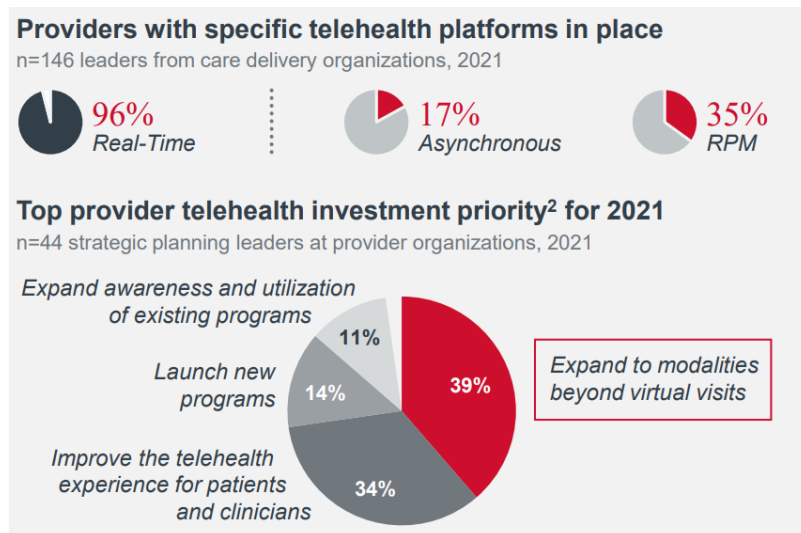 Providers with specific telehealth platforms in place
n=146 leaders from care delivery organizations, 2021
96%
Real-Time
17%
Asynchronous
35%
RPM
Top provider telehealth investment priority² for 2021
n=44 strategic planning leaders at provider organizations, 2021
Expand awareness and utilization
of existing programs
11%
Launch new
programs
14%
Improve the telehealth
experience for patients
and clinicians
34%
39%
Expand to modalities
beyond virtual visits